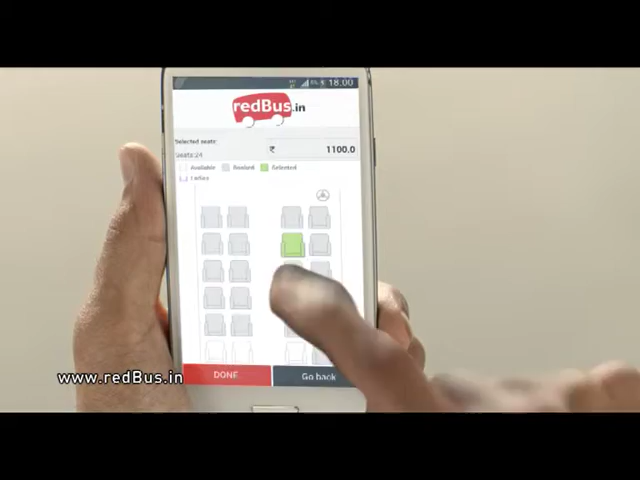 18.00
redBus.in
Selected seats:
Seats:24
₹ 1100.0
Available Booked Selected
Ladies
DONE Go back
www.redBus.in